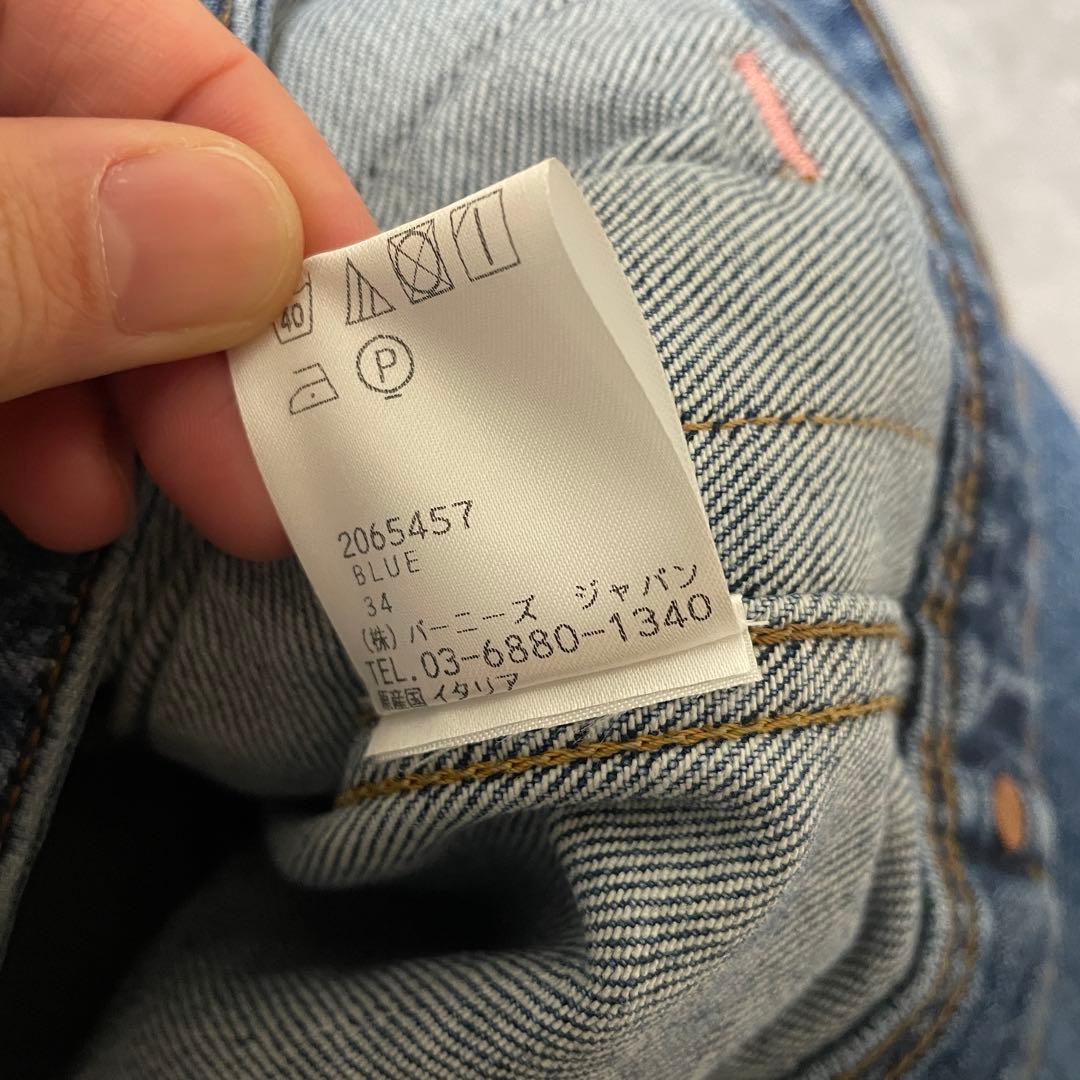 40
P
2065457
BLUE
34
(株) バーニーズ ジャパン
TEL. 03-6880-1340
原産国 イタリア